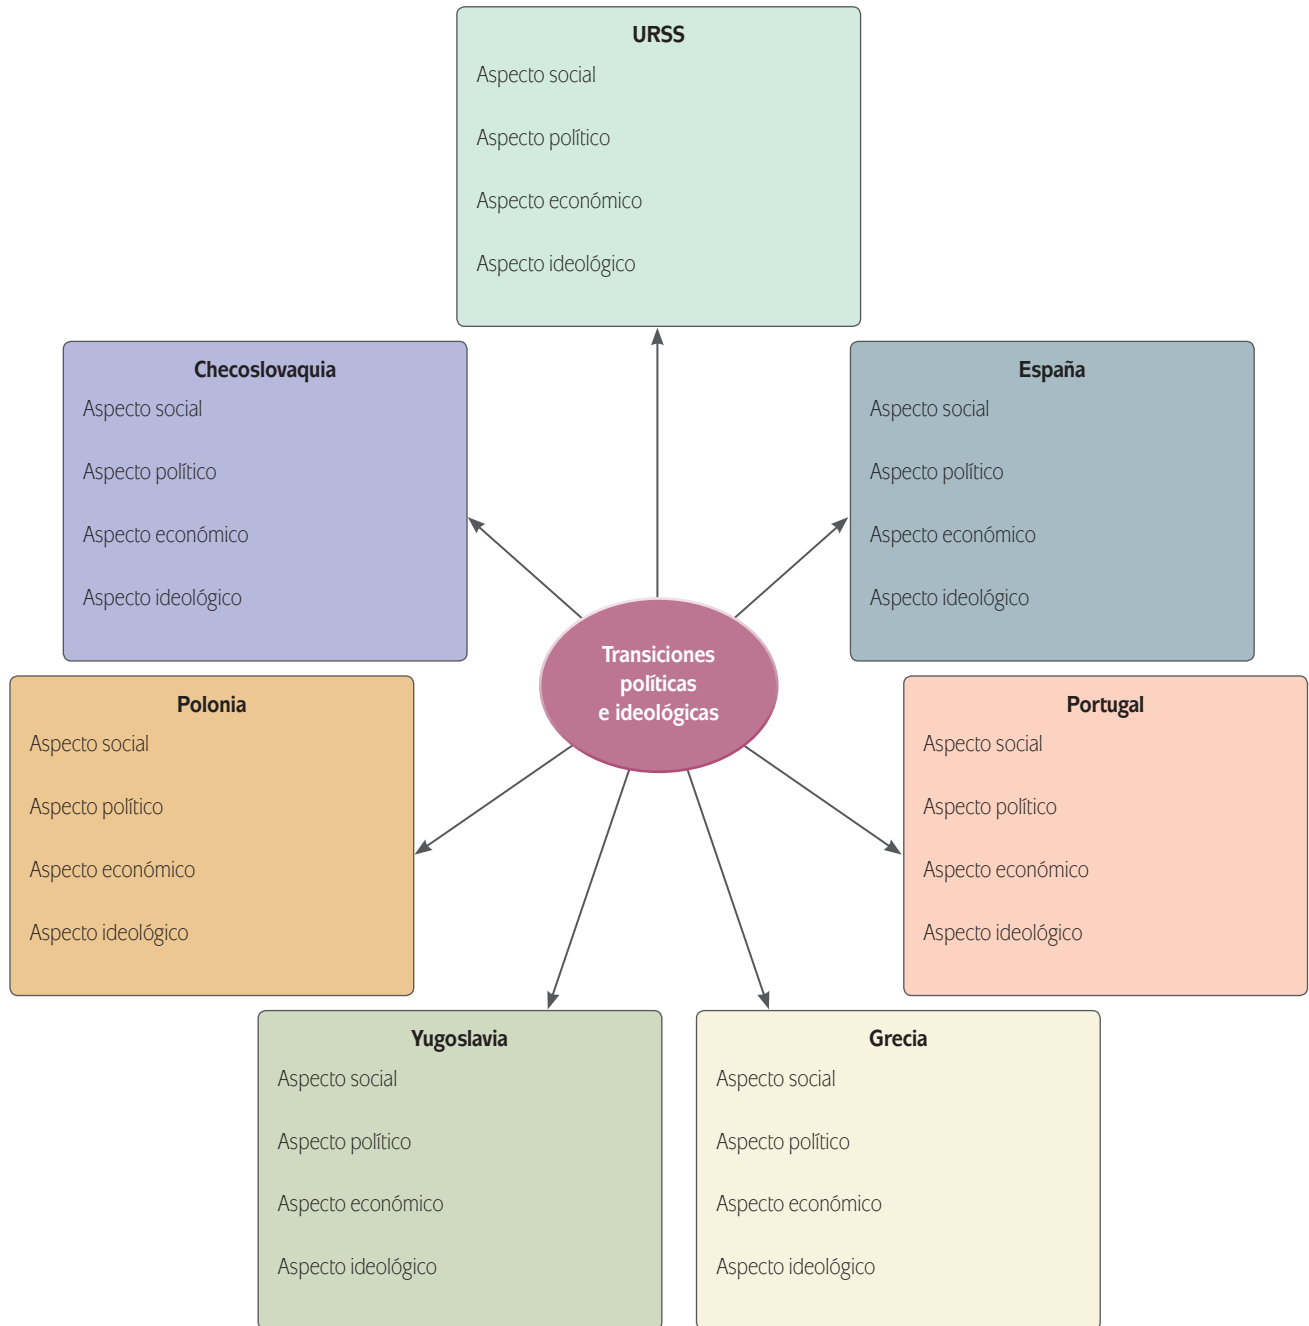 URSS
Aspecto social
Aspecto político
Aspecto económico
Aspecto ideológico
Checoslovaquia
Aspecto social
Aspecto político
Aspecto económico
Aspecto ideológico
España
Aspecto social
Aspecto político
Aspecto económico
Aspecto ideológico
Transiciones
políticas
e ideológicas
Polonia
Aspecto social
Aspecto político
Aspecto económico
Aspecto ideológico
Portugal
Aspecto social
Aspecto político
Aspecto económico
Aspecto ideológico
Yugoslavia
Aspecto social
Aspecto político
Aspecto económico
Aspecto ideológico
Grecia
Aspecto social
Aspecto político
Aspecto económico
Aspecto ideológico